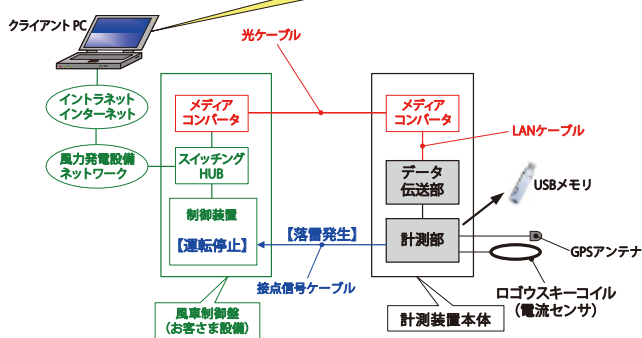 クライアントPC
光ケーブル
イントラネット
インターネット
メディア
コンバータ
メディア
コンバータ
LANケーブル
風力発電設備
ネットワーク
スイッチング
HUB
データ
伝送部
USBメモリ
制御装置
【運転停止】
【落雷発生】
計測部
GPSアンテナ
接点信号ケーブル
ロゴウスキーコイル
（電流センサ）
風車制御盤
（お客さま設備）
計測装置本体